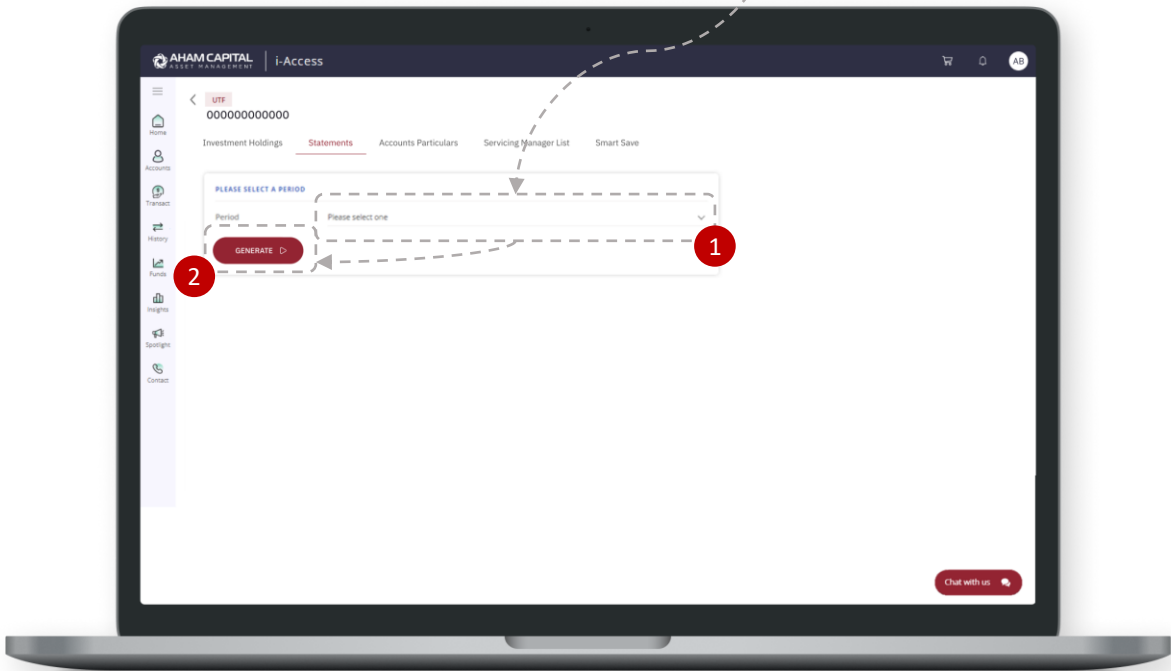 AHAM CAPITAL
ASSET MANAGEMENT
i-Access
AB
UTF
000000000000
Home
Accounts
Transact
History
Funds
Insights
Spotlight
Contact
Investment Holdings Statements Accounts Particulars Servicing Manager List Smart Save
PLEASE SELECT A PERIOD
Period Please select one
1
GENERATE
2
Chat with us